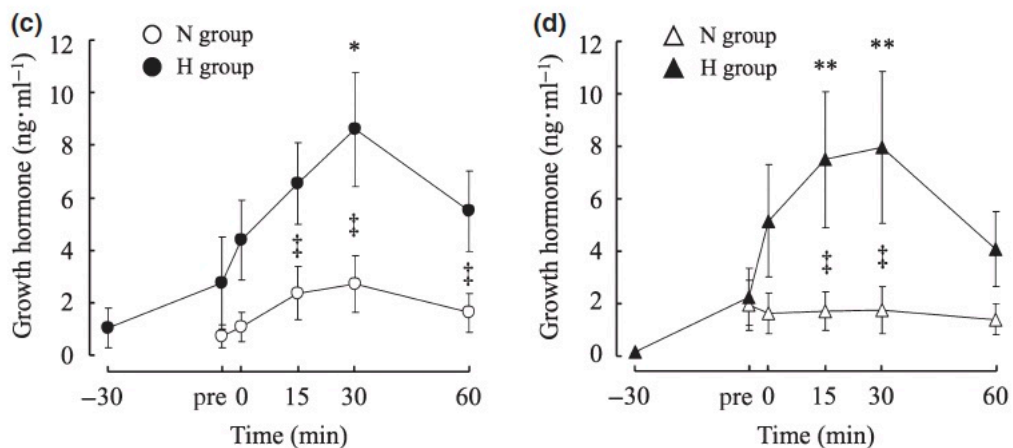 (c)
N group
H group
Growth hormone (ng·ml⁻¹)
12
10
8
6
4
2
0
*
‡
‡
‡
−30
pre 0
15
30
60
Time (min)
(d)
N group
H group
Growth hormone (ng·ml⁻¹)
12
10
8
6
4
2
0
**
**
‡
‡
−30
pre 0
15
30
60
Time (min)